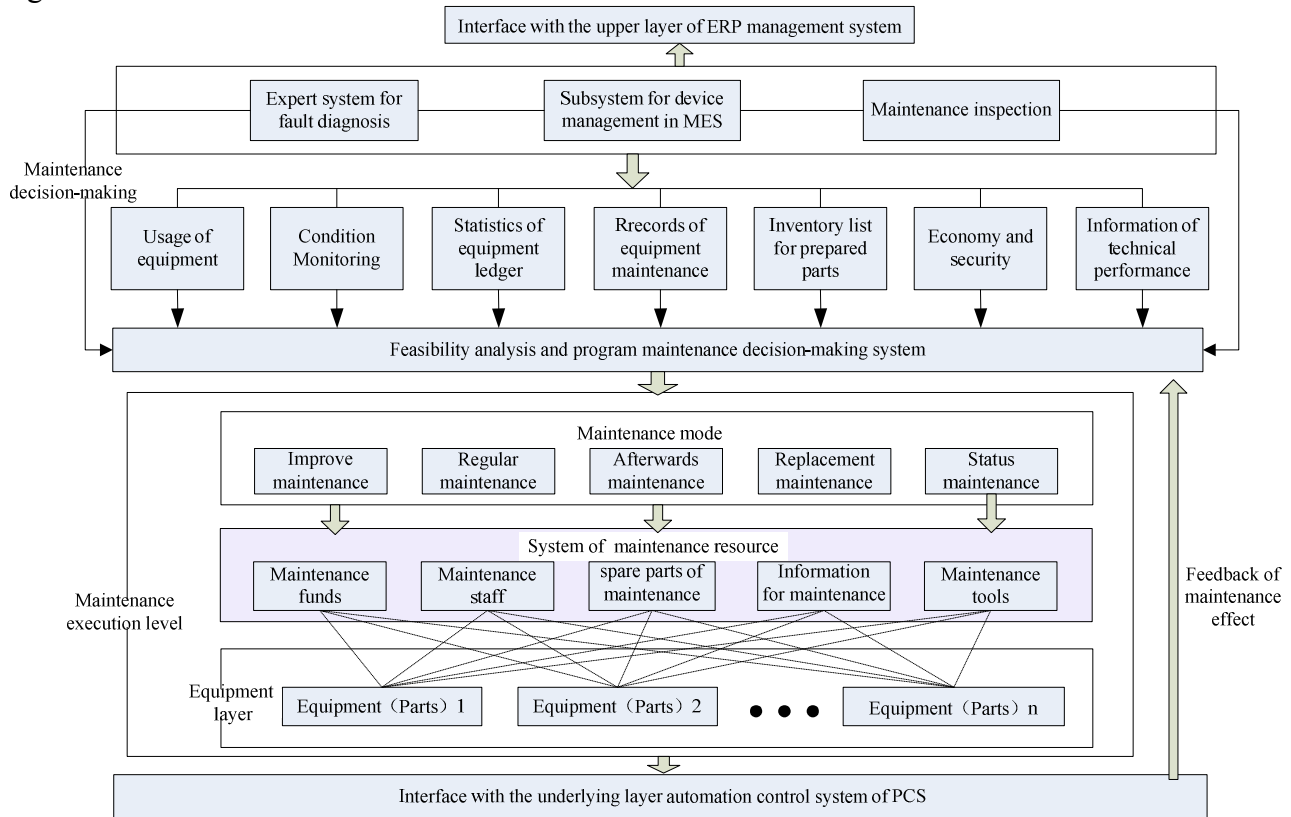 Interface with the upper layer of ERP management system
Expert system for
fault diagnosis
Subsystem for device
management in MES
Maintenance inspection
Maintenance
decision-making
Usage of
equipment
Condition
Monitoring
Statistics of
equipment
ledger
Rrecords of
equipment
maintenance
Inventory list
for prepared
parts
Economy and
security
Information of
technical
performance
Feasibility analysis and program maintenance decision-making system
Maintenance mode
Improve
maintenance
Regular
maintenance
Afterwards
maintenance
Replacement
maintenance
Status
maintenance
System of maintenance resource
Maintenance
funds
Maintenance
staff
spare parts of
maintenance
Information
for maintenance
Maintenance
tools
Maintenance
execution level
Feedback of
maintenance
effect
Equipment
layer
Equipment（Parts）1
Equipment（Parts）2
● ● ●
Equipment（Parts）n
Interface with the underlying layer automation control system of PCS